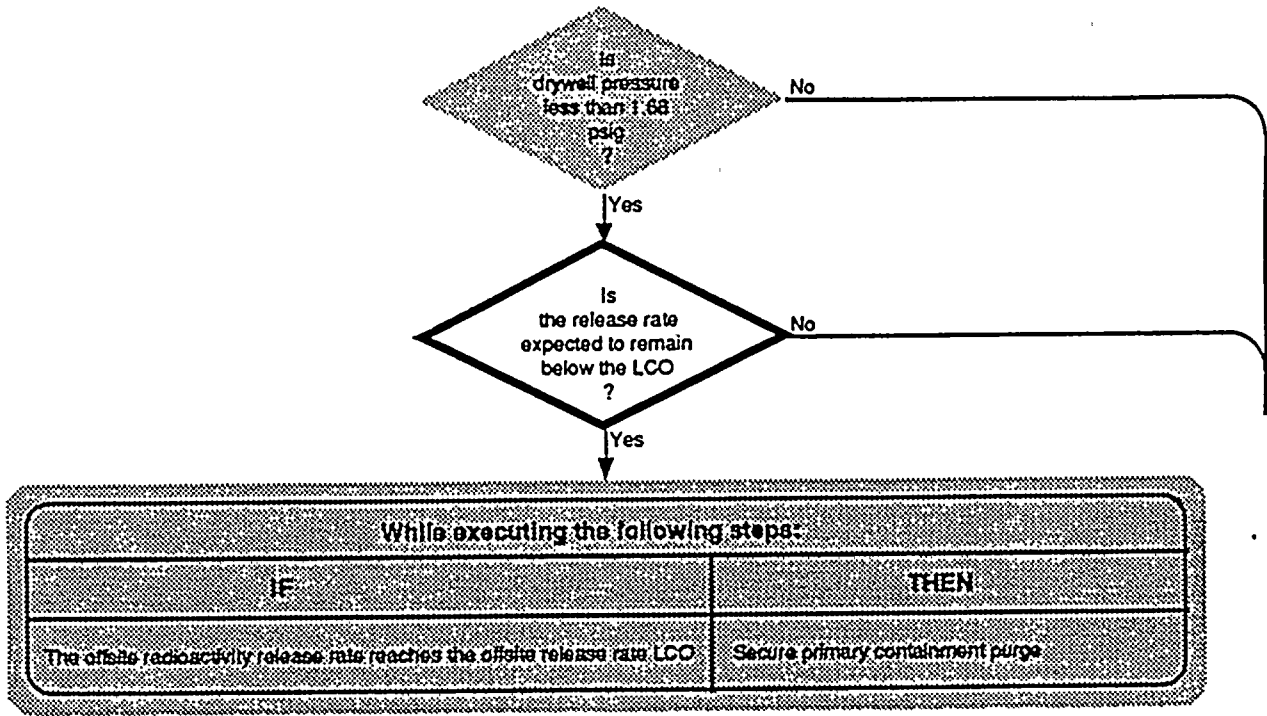 Is
drywell pressure
less than 1.68
psig
?
No
Yes
Is
the release rate
expected to remain
below the LCO
?
No
Yes
While executing the following steps:
IF
THEN
The offsite radioactivity release rate reaches the offsite release rate LCO
Secure primary containment purge